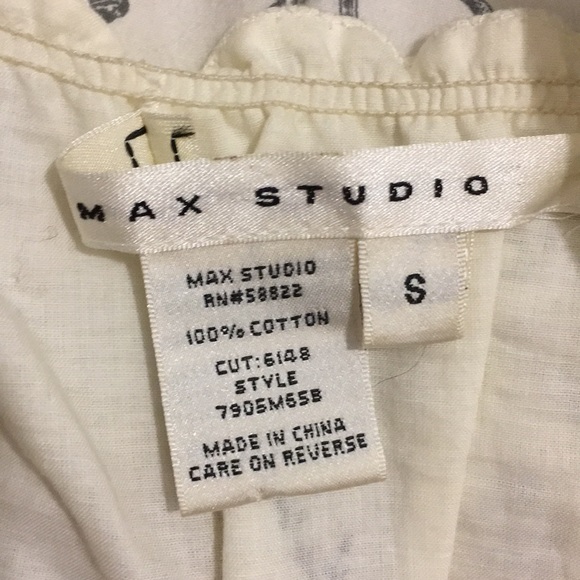 MAX STUDIO
MAX STUDIO
RN#58822
100% COTTON
CUT:6148
STYLE
7905M65B
MADE IN CHINA
CARE ON REVERSE
S